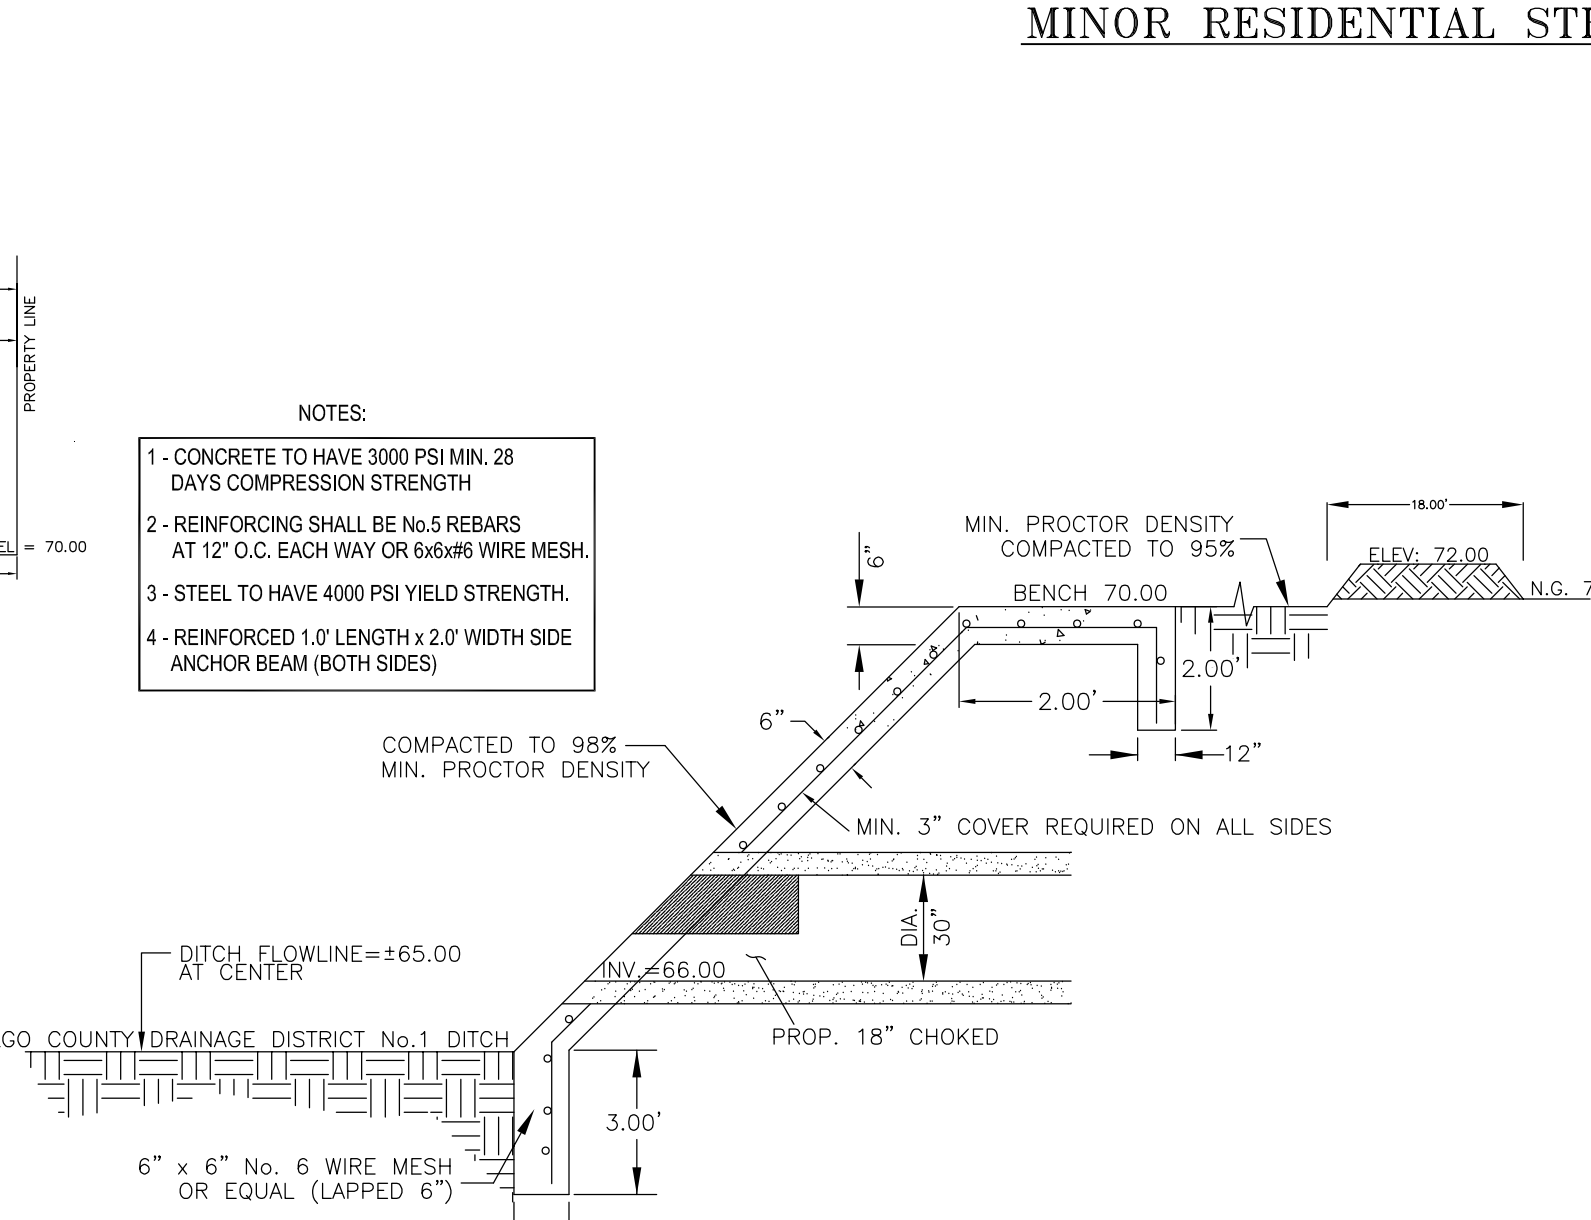 MINOR RESIDENTIAL
PROPERTY LINE
= 70.00
NOTES:
1 - CONCRETE TO HAVE 3000 PSI MIN. 28
DAYS COMPRESSION STRENGTH
2 - REINFORCING SHALL BE No.5 REBARS
AT 12" O.C. EACH WAY OR 6x6x#6 WIRE MESH.
3 - STEEL TO HAVE 4000 PSI YIELD STRENGTH.
4 - REINFORCED 1.0' LENGTH x 2.0' WIDTH SIDE
ANCHOR BEAM (BOTH SIDES)
MIN. PROCTOR DENSITY
COMPACTED TO 95%
18.00'
ELEV: 72.00
N.G.
6"
BENCH 70.00
2.00'
2.00'
12"
6"
COMPACTED TO 98%
MIN. PROCTOR DENSITY
MIN. 3" COVER REQUIRED ON ALL SIDES
DIA.
30"
DITCH FLOWLINE=±65.00
AT CENTER
INV.=66.00
PROP. 18" CHOKED
COUNTY DRAINAGE DISTRICT No.1 DITCH
3.00'
6" x 6" No. 6 WIRE MESH
OR EQUAL (LAPPED 6")